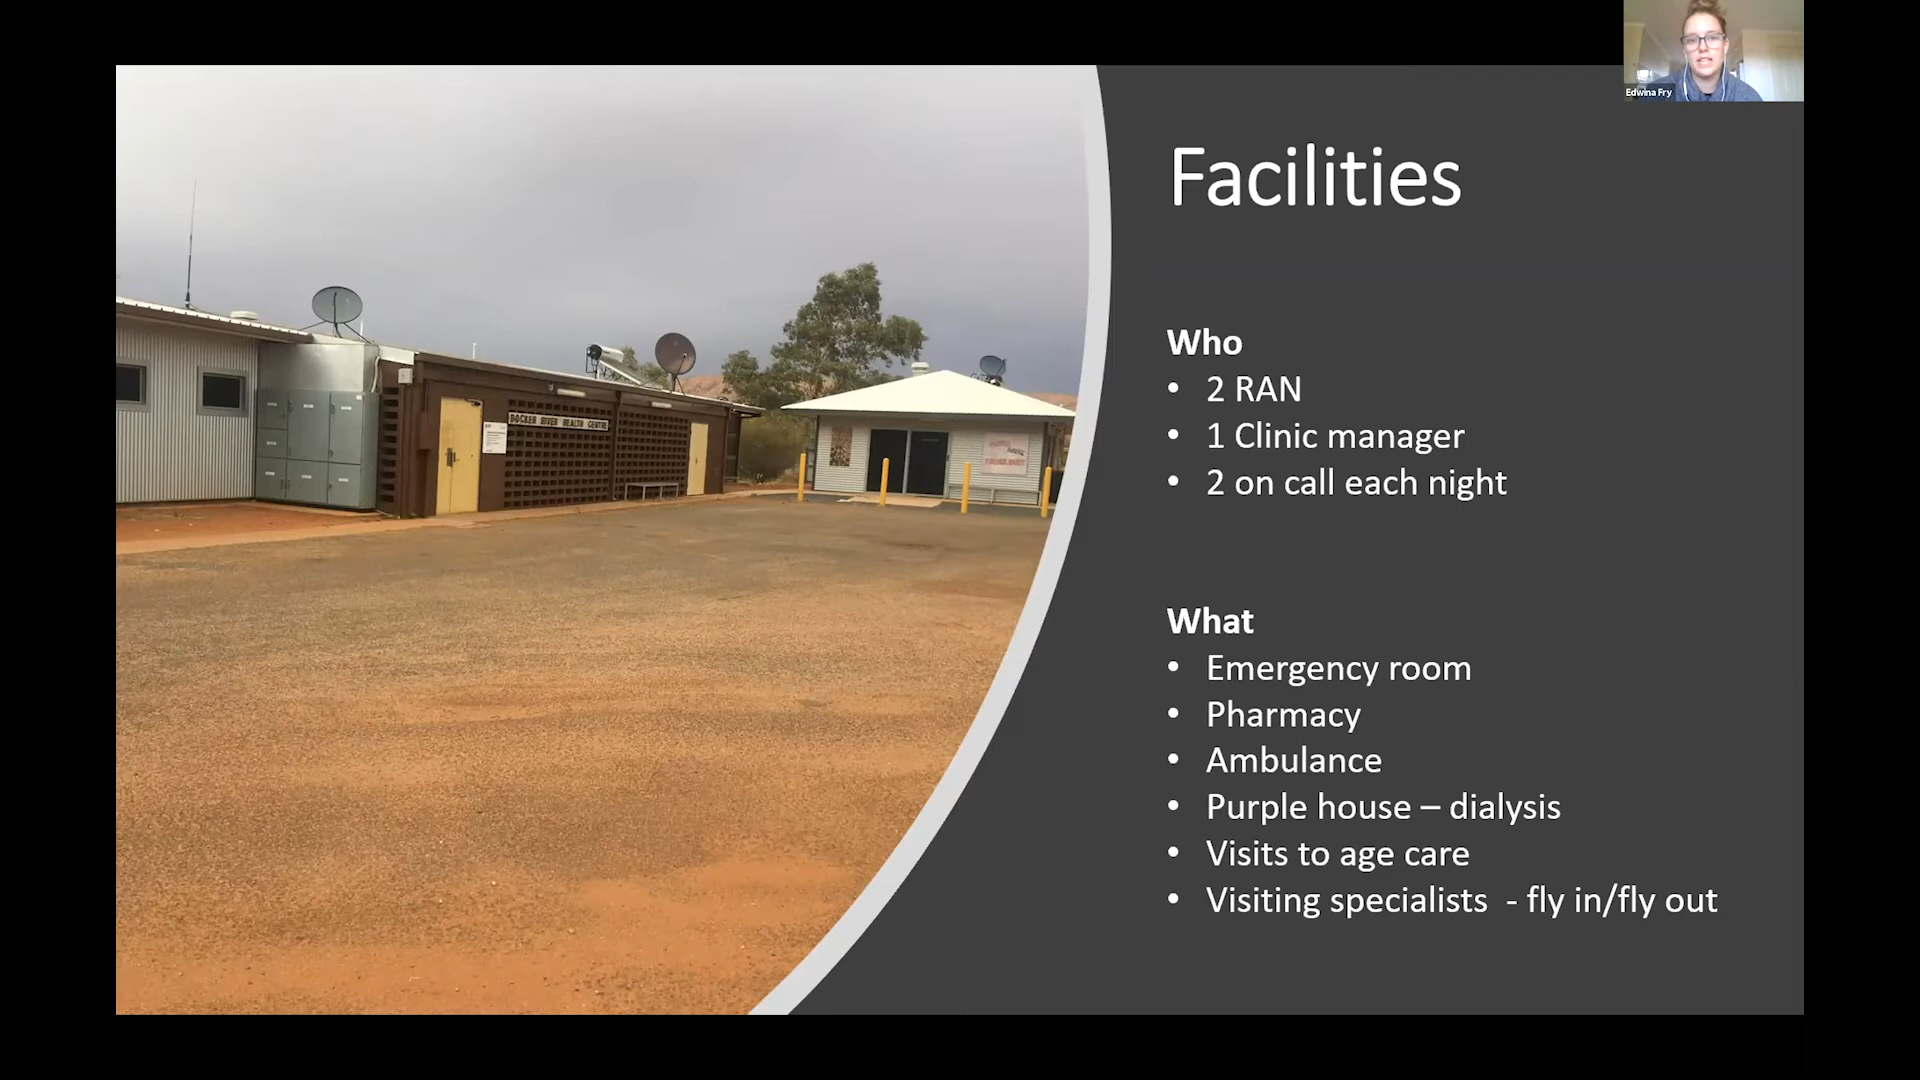 Edwina Fry
Facilities
Who
• 2 RAN
• 1 Clinic manager
• 2 on call each night
What
• Emergency room
• Pharmacy
• Ambulance
• Purple house – dialysis
• Visits to age care
• Visiting specialists - fly in/fly out
DOCKER RIVER HEALTH CENTRE